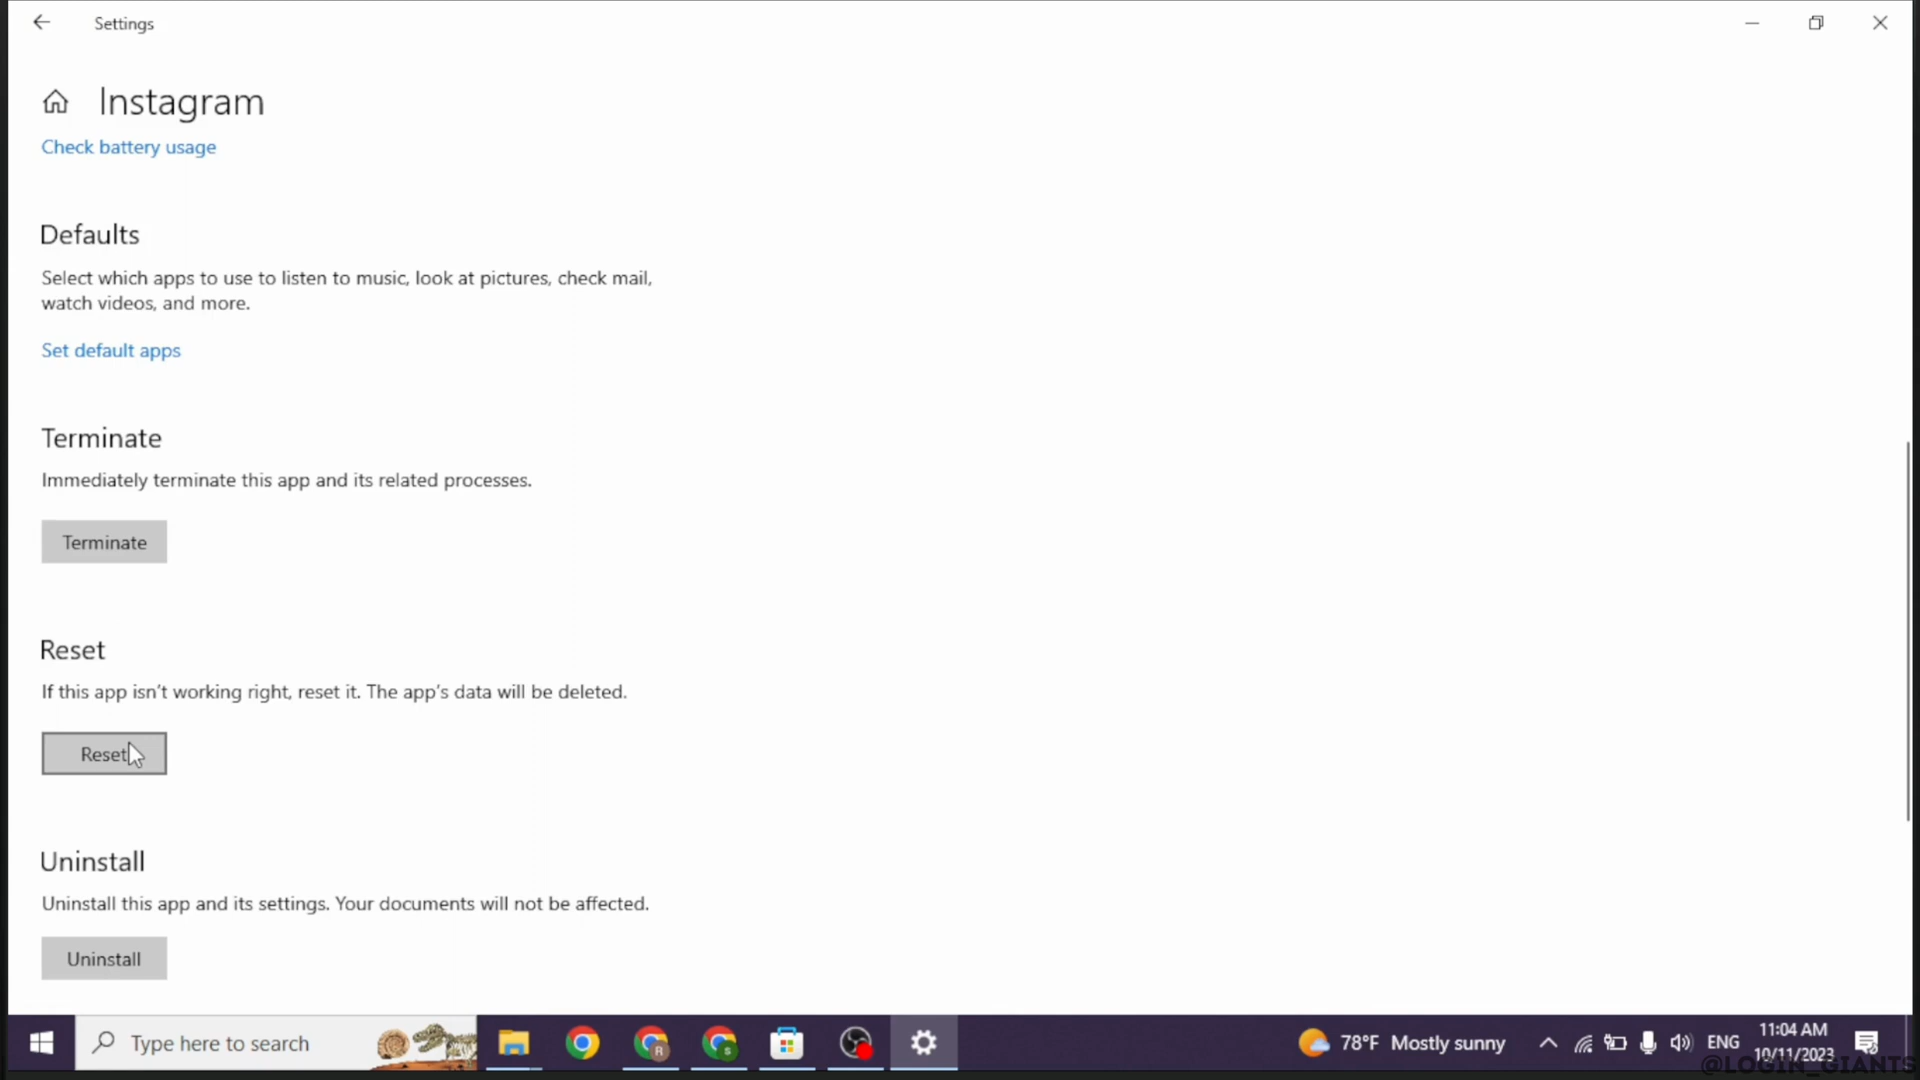 Settings
Instagram
Check battery usage
Defaults
Select which apps to use to listen to music, look at pictures, check mail,
watch videos, and more.
Set default apps
Terminate
Immediately terminate this app and its related processes.
Terminate
Reset
If this app isn't working right, reset it. The app's data will be deleted.
Reset
Uninstall
Uninstall this app and its settings. Your documents will not be affected.
Uninstall
Type here to search
R
S
78°F Mostly sunny
ENG
11:04 AM
10/11/2023
@LOGIN_GIANTS